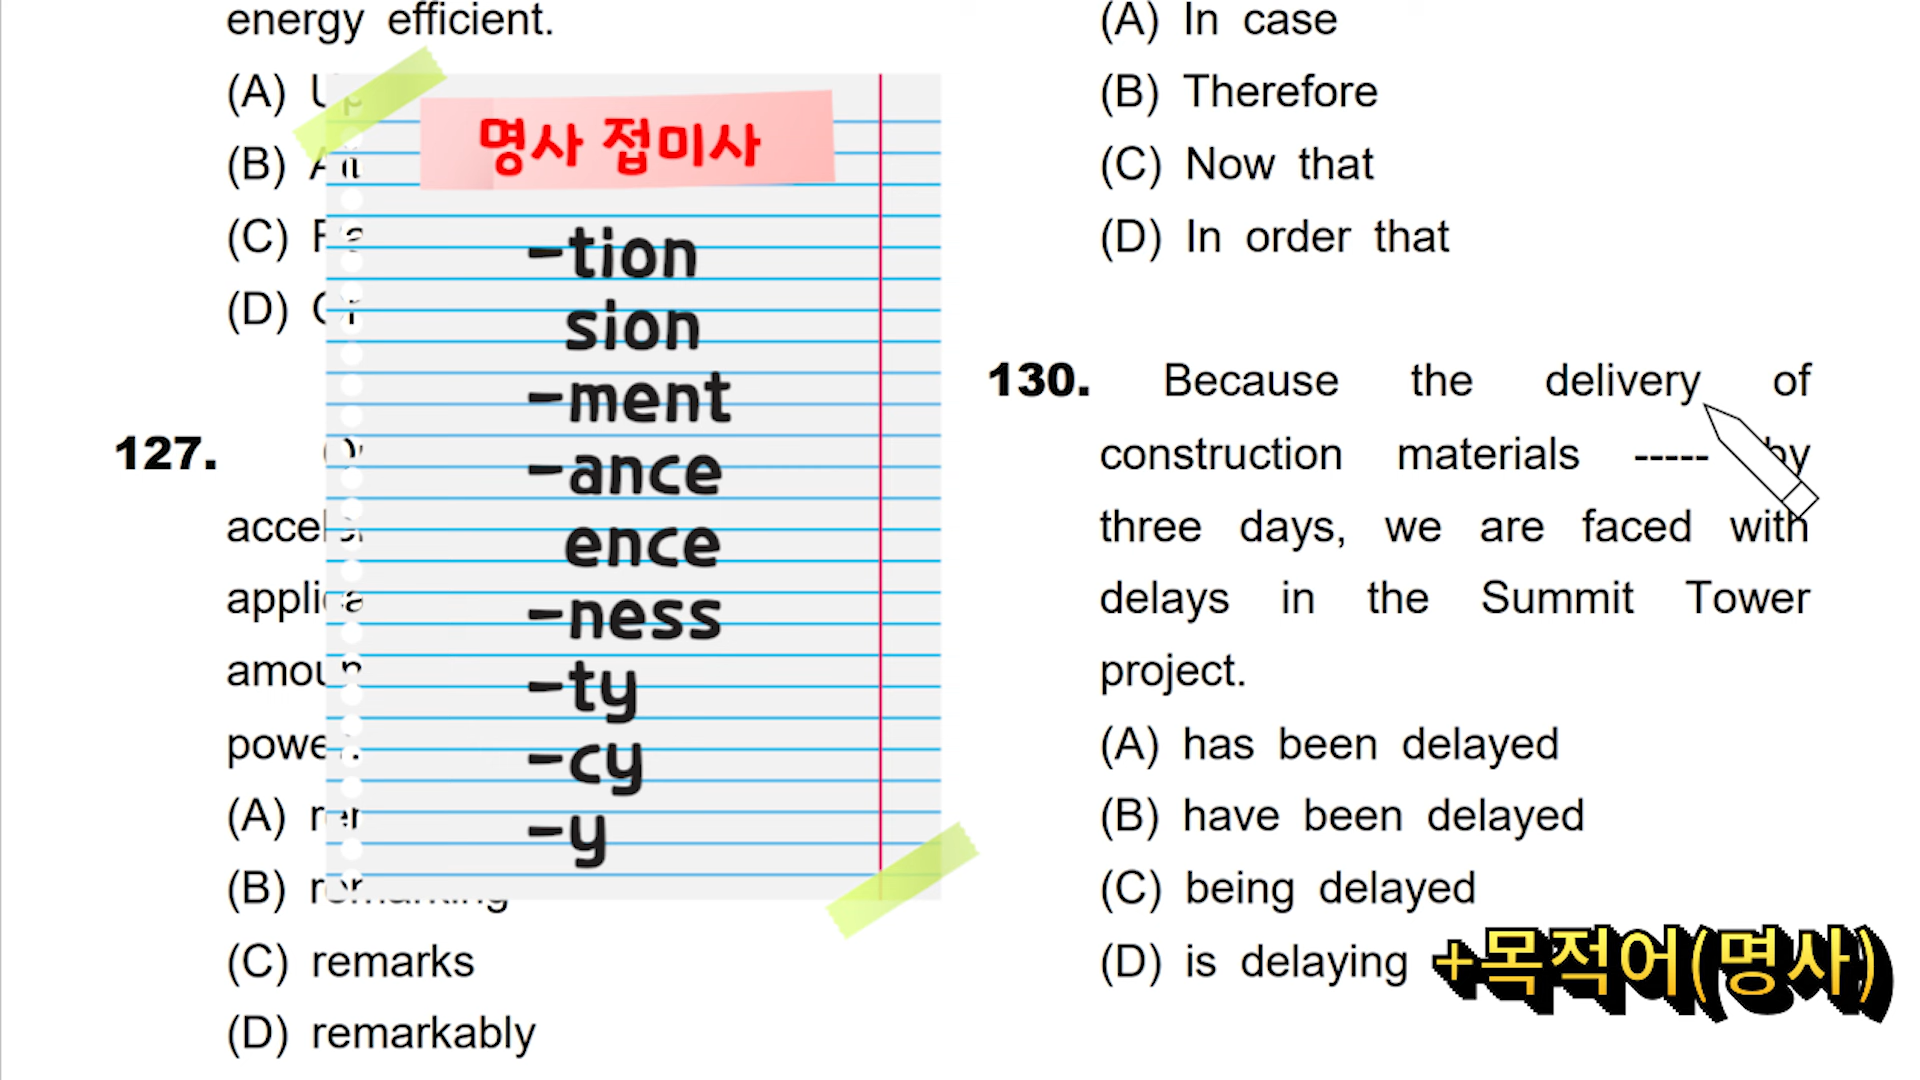 energy efficient.
(A)
(B)
(C)
(D)
127.
(A)
(B)
(C) remarks
(D) remarkably
명사 접미사
-tion
sion
-ment
-ance
ence
-ness
-ty
-cy
-y
(A) In case
(B) Therefore
(C) Now that
(D) In order that
130. Because the delivery of
construction materials ----- by
three days, we are faced with
delays in the Summit Tower
project.
(A) has been delayed
(B) have been delayed
(C) being delayed
(D) is delaying +목적어(명사)